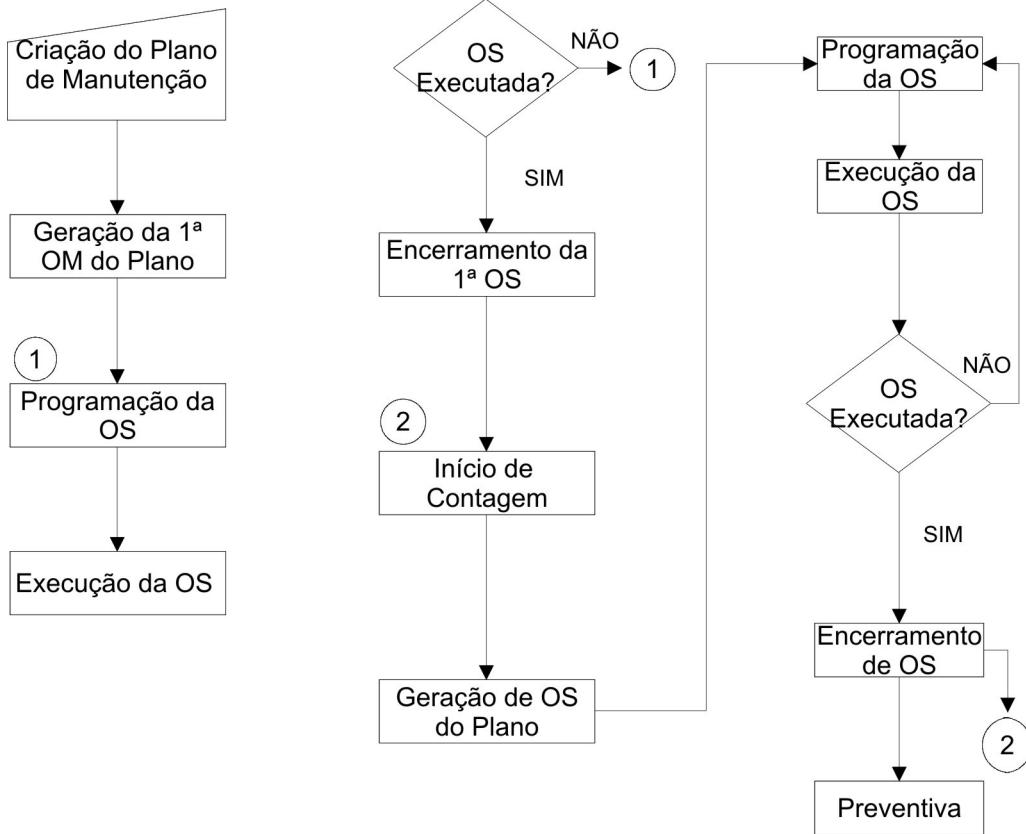 Criação do Plano
de Manutenção
Geração da 1ª
OM do Plano
1
Programação da
OS
Execução da OS
OS
Executada?
NÃO
1
SIM
Encerramento da
1ª OS
2
Início de
Contagem
Geração de OS
do Plano
Programação
da OS
Execução da
OS
OS
Executada?
NÃO
SIM
Encerramento
de OS
2
Preventiva